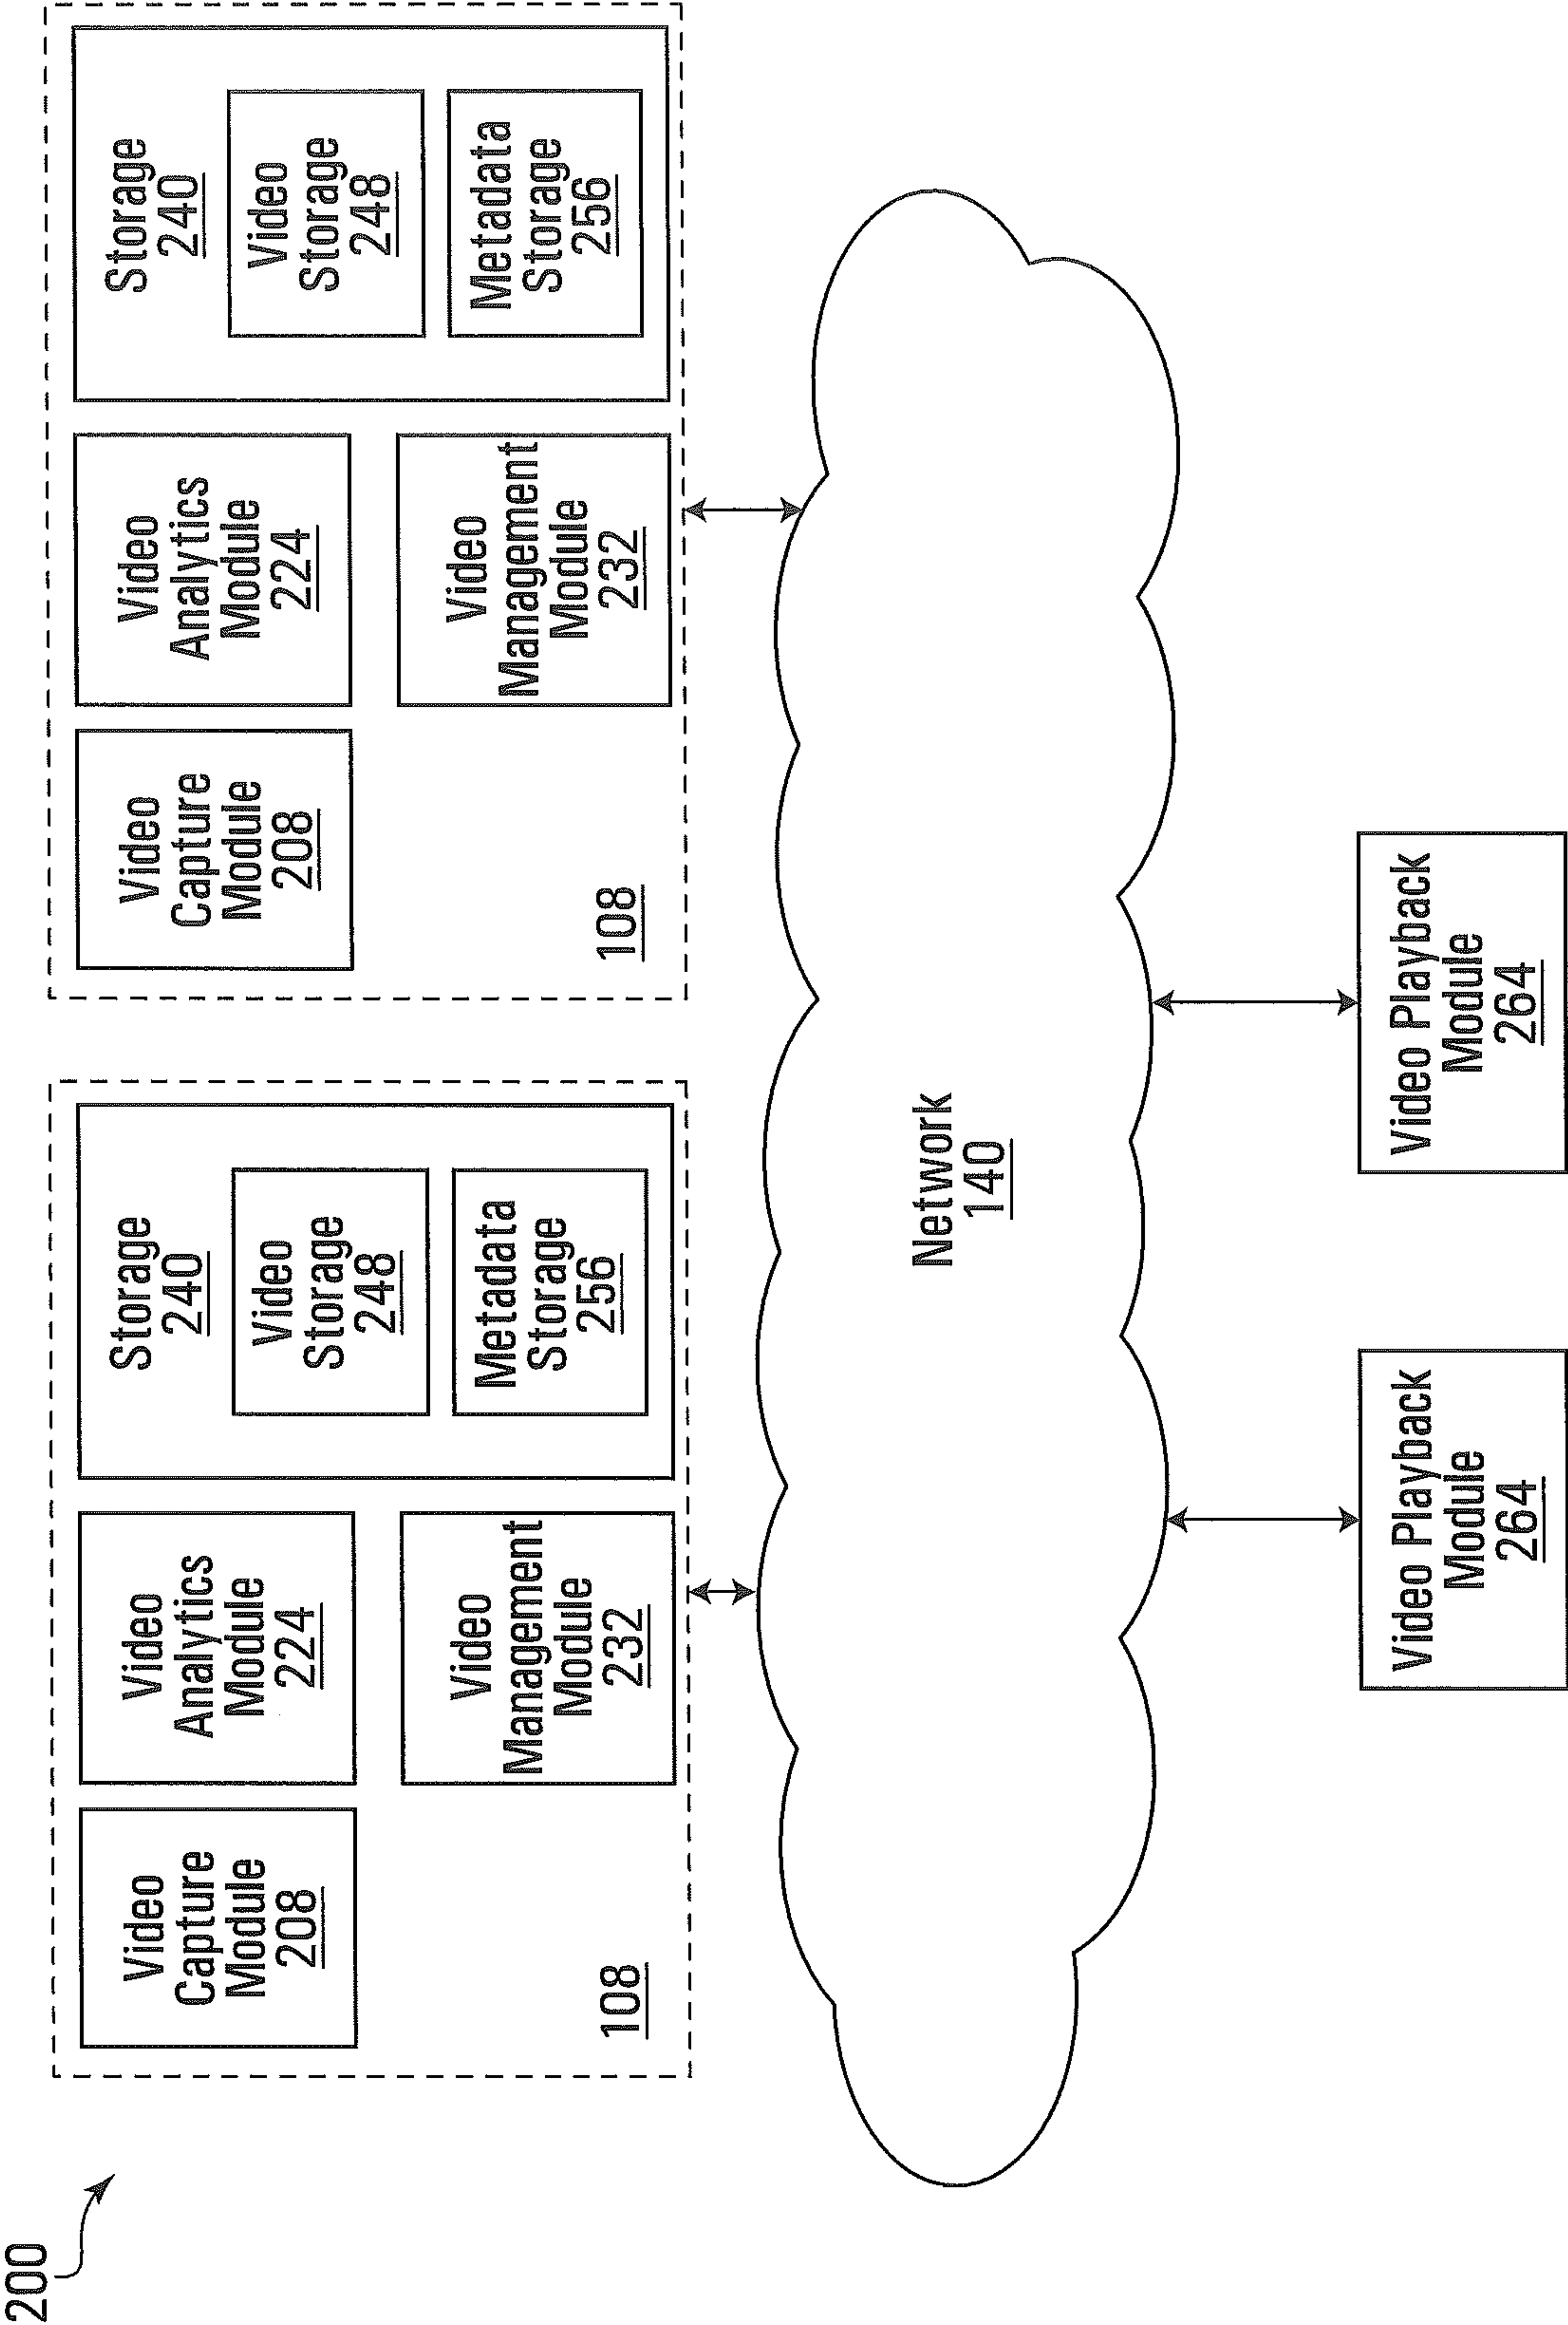 200
Video
Capture
Module
208
Video
Analytics
Module
224
Video
Management
Module
232
Storage
240
Video
Storage
248
Metadata
Storage
256
108
Video
Capture
Module
208
Video
Analytics
Module
224
Video
Management
Module
232
Storage
240
Video
Storage
248
Metadata
Storage
256
108
Network
140
Video Playback
Module
264
Video Playback
Module
264